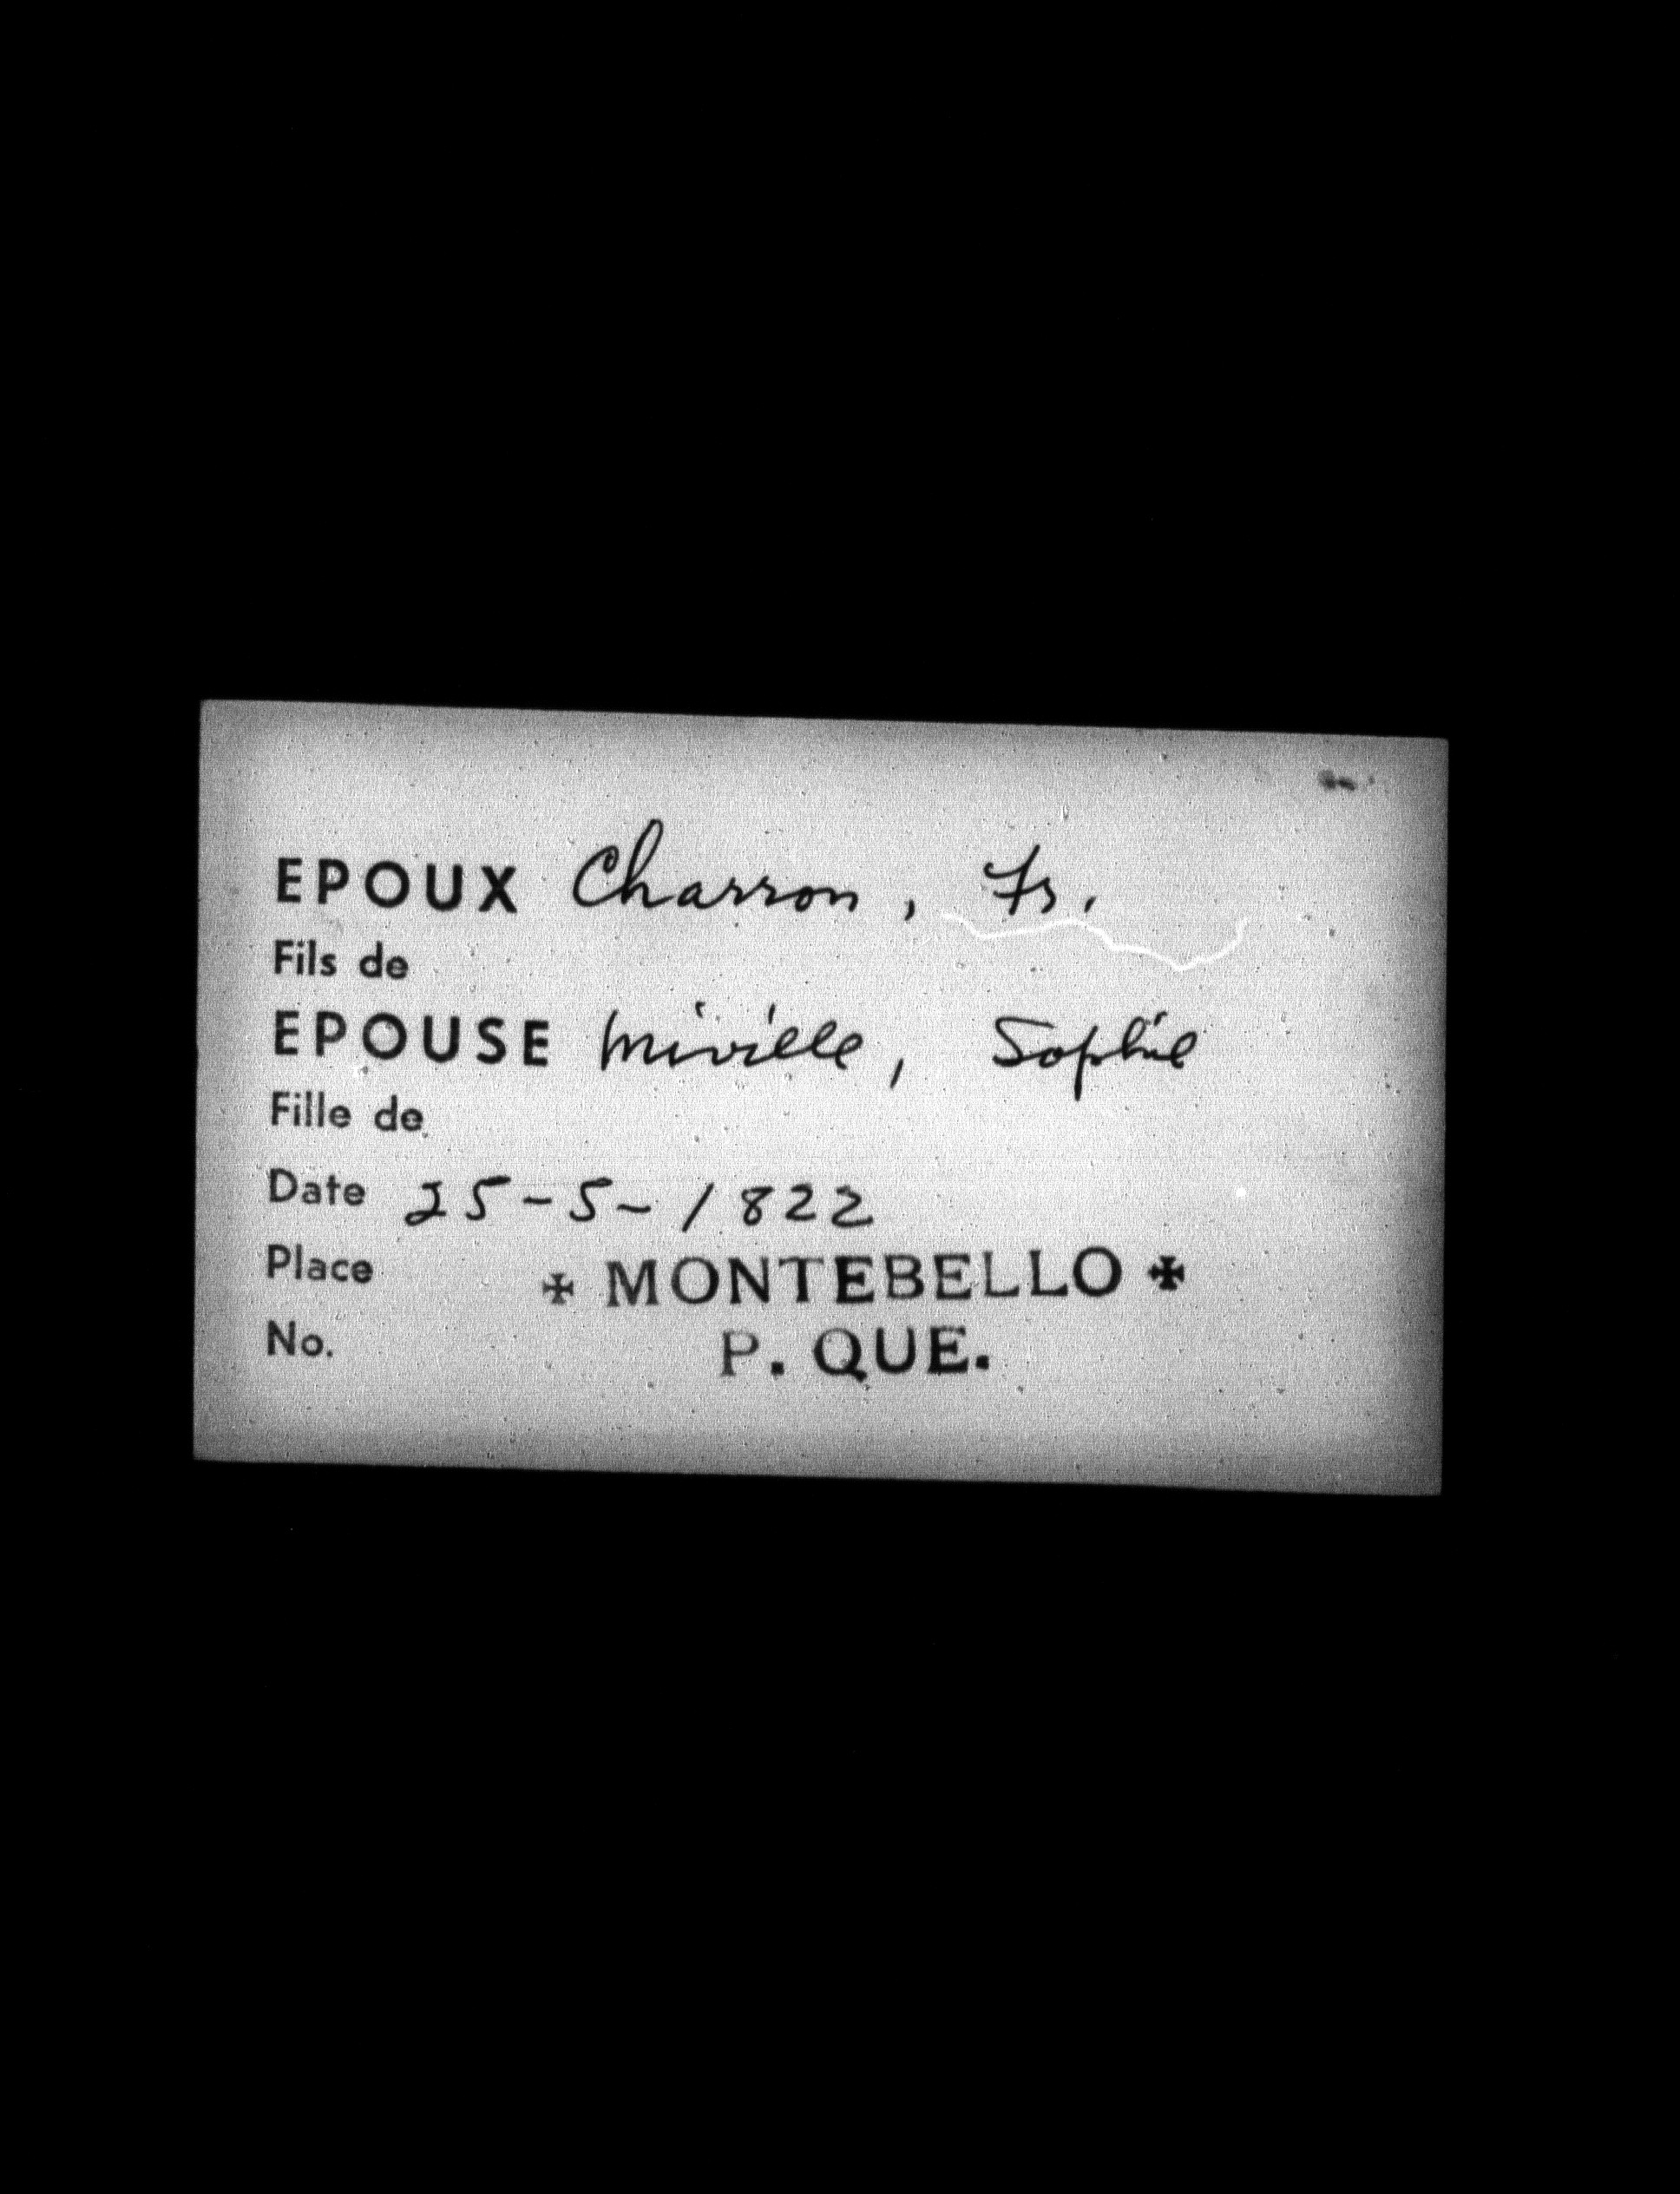 EPOUX Charron, Fs.
Fils de
EPOUSE Miville, Sophie
Fille de
Date 25-5-1822
Place ✠ MONTEBELLO ✠
No. P. QUE.